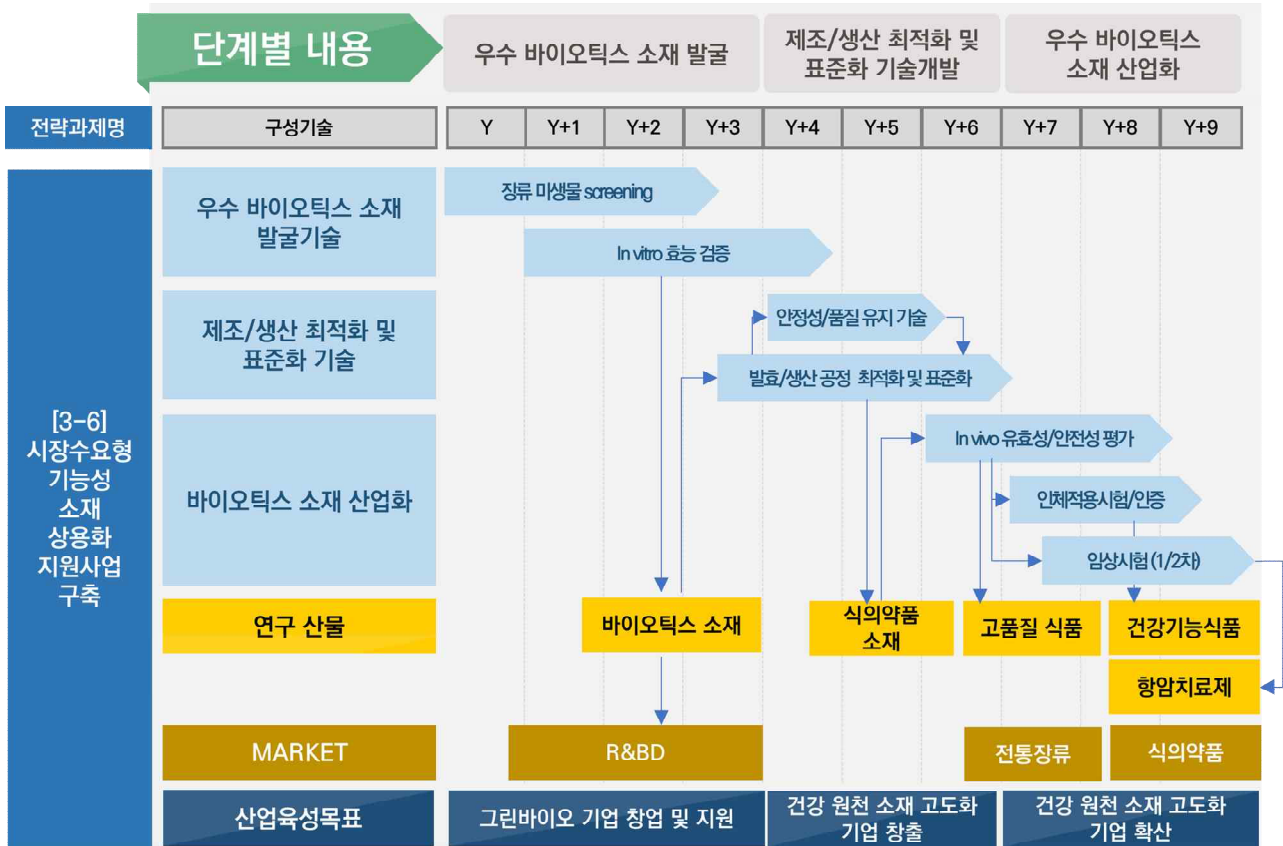 단계별 내용
우수 바이오틱스 소재 발굴
제조/생산 최적화 및
표준화 기술개발
우수 바이오틱스
소재 산업화
전략과제명
구성기술
Y
Y+1
Y+2
Y+3
Y+4
Y+5
Y+6
Y+7
Y+8
Y+9
[3-6]
시장수요형
기능성
소재
상용화
지원사업
구축
우수 바이오틱스 소재
발굴기술
장류 미생물 screening
In vitro 효능 검증
제조/생산 최적화 및
표준화 기술
안정성/품질 유지 기술
발효/생산 공정 최적화 및 표준화
바이오틱스 소재 산업화
In vivo 유효성/안전성 평가
인체적용시험/인증
임상시험 (1/2차)
연구 산물
바이오틱스 소재
식의약품
소재
고품질 식품
건강기능식품
항암치료제
MARKET
R&BD
전통장류
식의약품
산업육성목표
그린바이오 기업 창업 및 지원
건강 원천 소재 고도화
기업 창출
건강 원천 소재 고도화
기업 확산